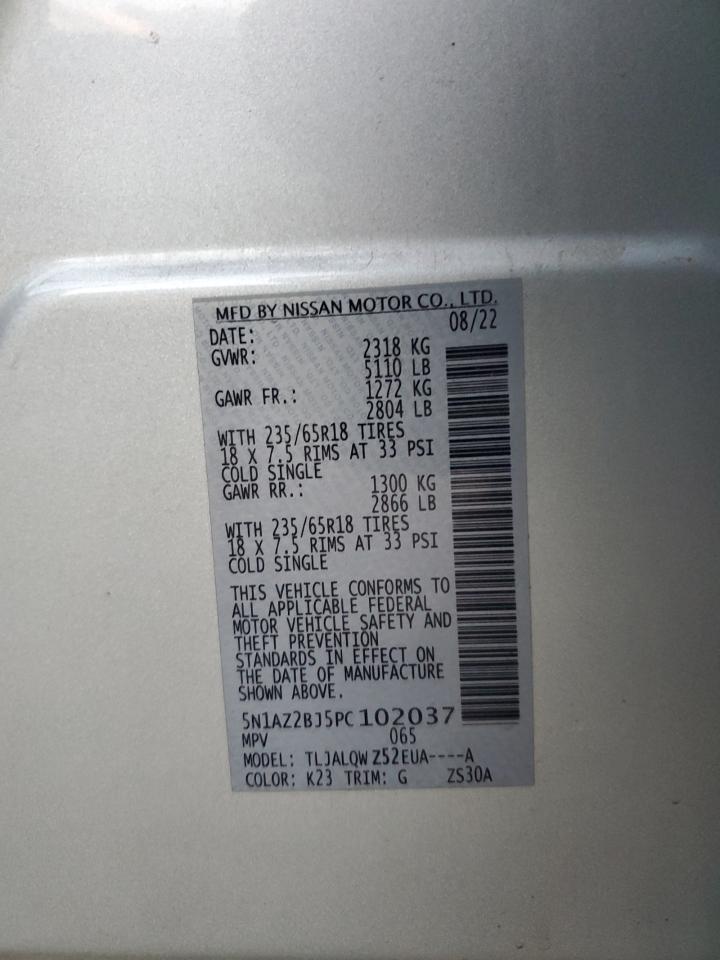 MFD BY NISSAN MOTOR CO., LTD.
DATE: 08/22
GVWR: 2318 KG
5110 LB
GAWR FR.: 1272 KG
2804 LB
WITH 235/65R18 TIRES
18 X 7.5 RIMS AT 33 PSI
COLD SINGLE
GAWR RR.: 1300 KG
2866 LB
WITH 235/65R18 TIRES
18 X 7.5 RIMS AT 33 PSI
COLD SINGLE
THIS VEHICLE CONFORMS TO
ALL APPLICABLE FEDERAL
MOTOR VEHICLE SAFETY AND
THEFT PREVENTION
STANDARDS IN EFFECT ON
THE DATE OF MANUFACTURE
SHOWN ABOVE.
5N1AZ2BJ5PC102037
MPV 065
MODEL: TLJALQWZ52EUA----A
COLOR: K23 TRIM: G ZS30A